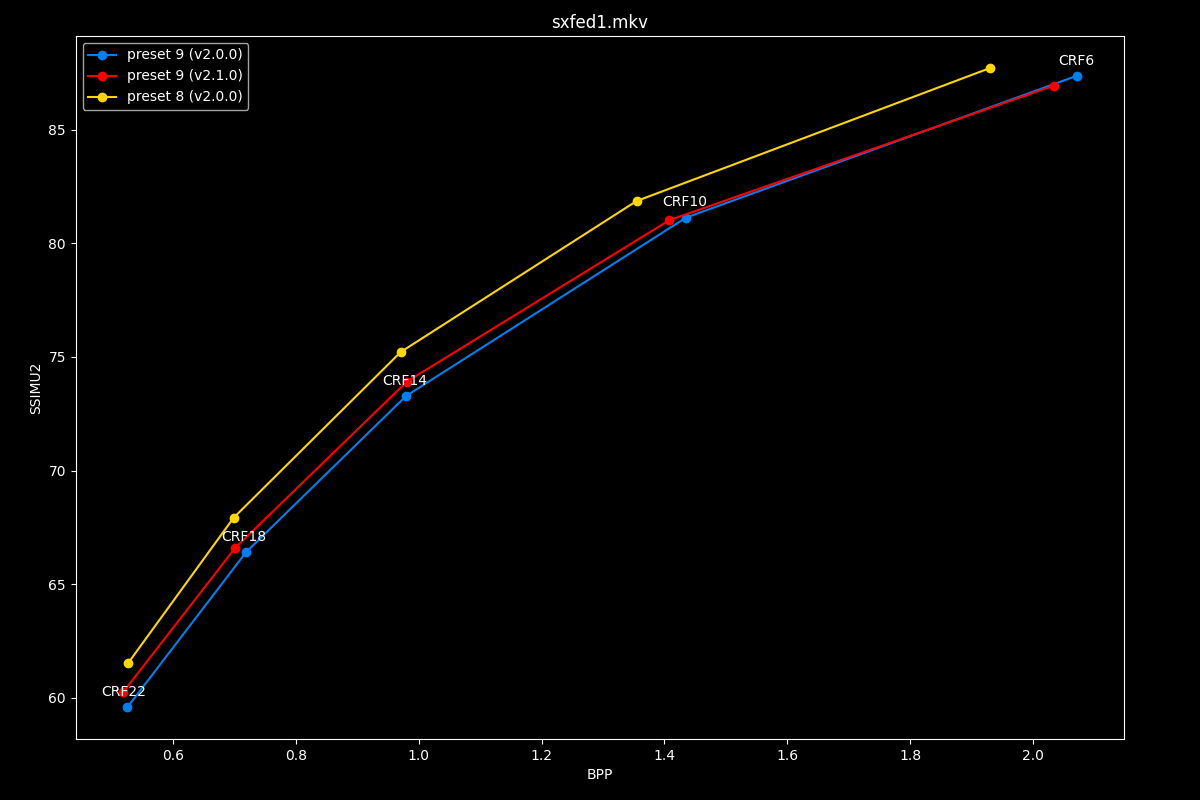 sxfed1.mkv
preset 9 (v2.0.0)
preset 9 (v2.1.0)
preset 8 (v2.0.0)
CRF6
CRF10
CRF14
CRF18
CRF22
85
80
75
70
65
60
SSIMU2
0.6 0.8 1.0 1.2 1.4 1.6 1.8 2.0
BPP